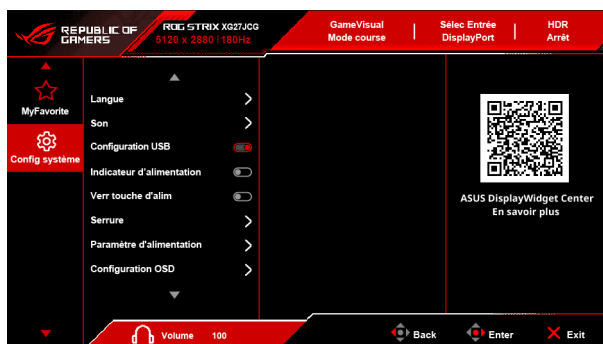 REPUBLIC OF
GAMERS
ROG STRIX XG27JCG
5120 x 2880 | 180Hz
GameVisual
Mode course
Sélec Entrée
DisplayPort
HDR
Arrêt
MyFavorite
Config système
Langue
Son
Configuration USB
Indicateur d'alimentation
Verr touche d'alim
Serrure
Paramètre d'alimentation
Configuration OSD
ASUS DisplayWidget Center
En savoir plus
Volume 100
Back
Enter
Exit